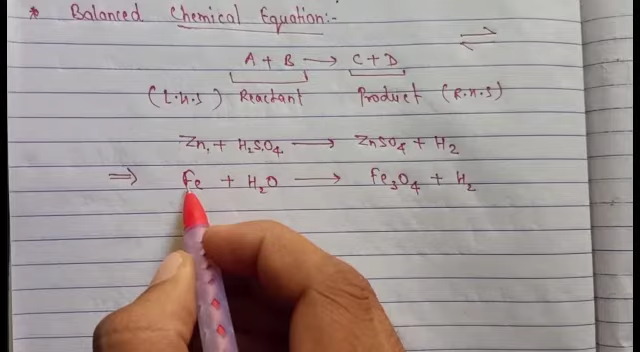 * Balanced Chemical Equation:-
⇌
A + B → C + D
(L.H.S) Reactant Product (R.H.S)
Zn + H₂SO₄ → ZnSO₄ + H₂
⇒ Fe + H₂O → Fe₃O₄ + H₂